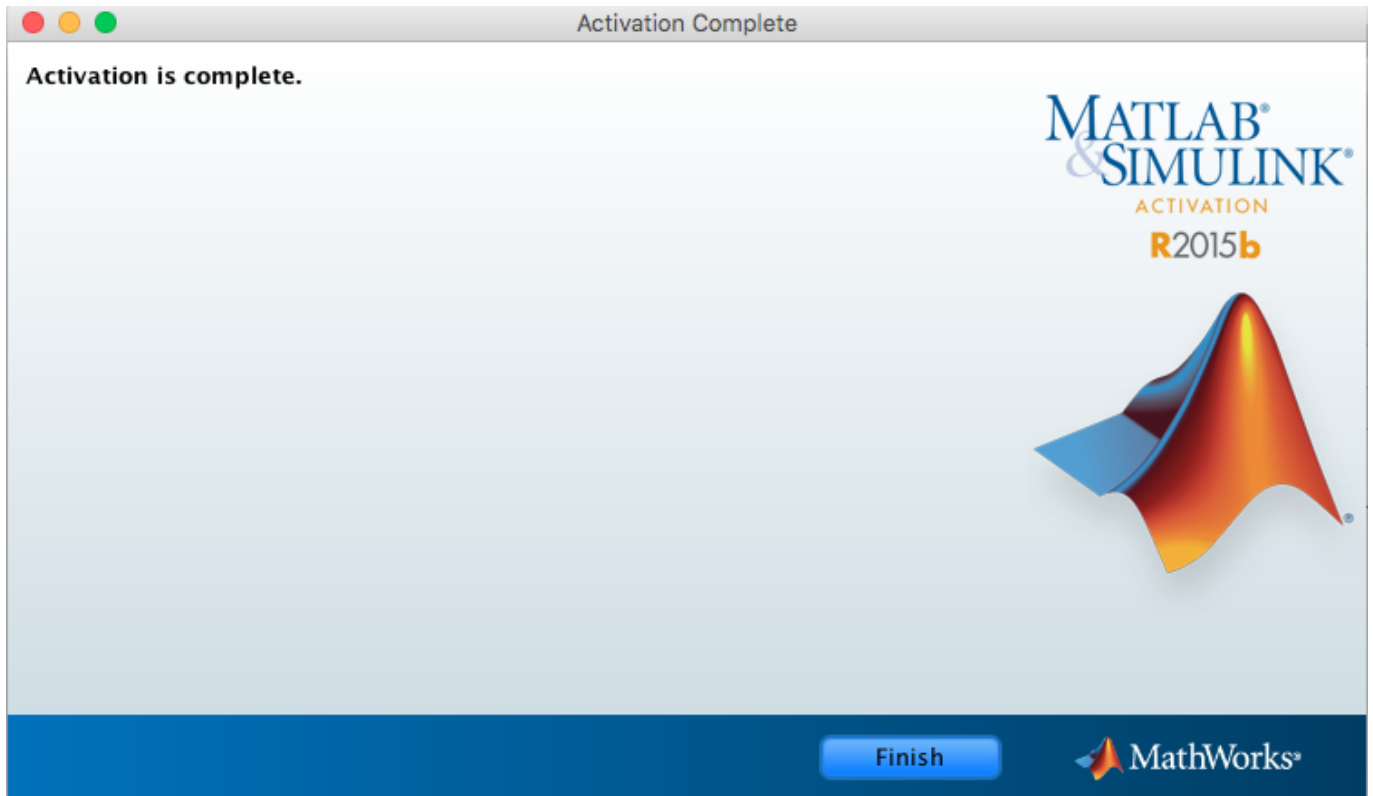 Activation Complete
Activation is complete.
MATLAB®
&SIMULINK®
ACTIVATION
R2015b
®
Finish
MathWorks®